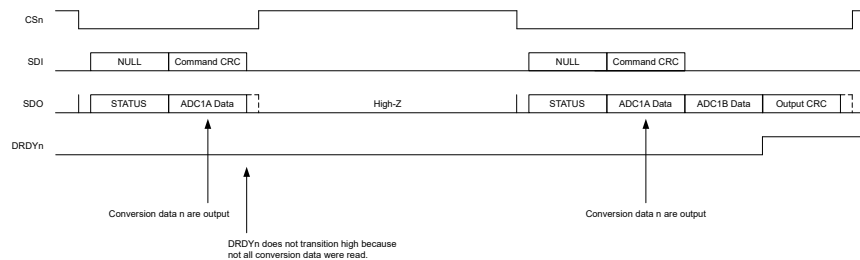 CSn
SDI
NULL
Command CRC
NULL
Command CRC
SDO
STATUS
ADC1A Data
High-Z
STATUS
ADC1A Data
ADC1B Data
Output CRC
DRDYn
Conversion data n are output
Conversion data n are output
DRDYn does not transition high because
not all conversion data were read.